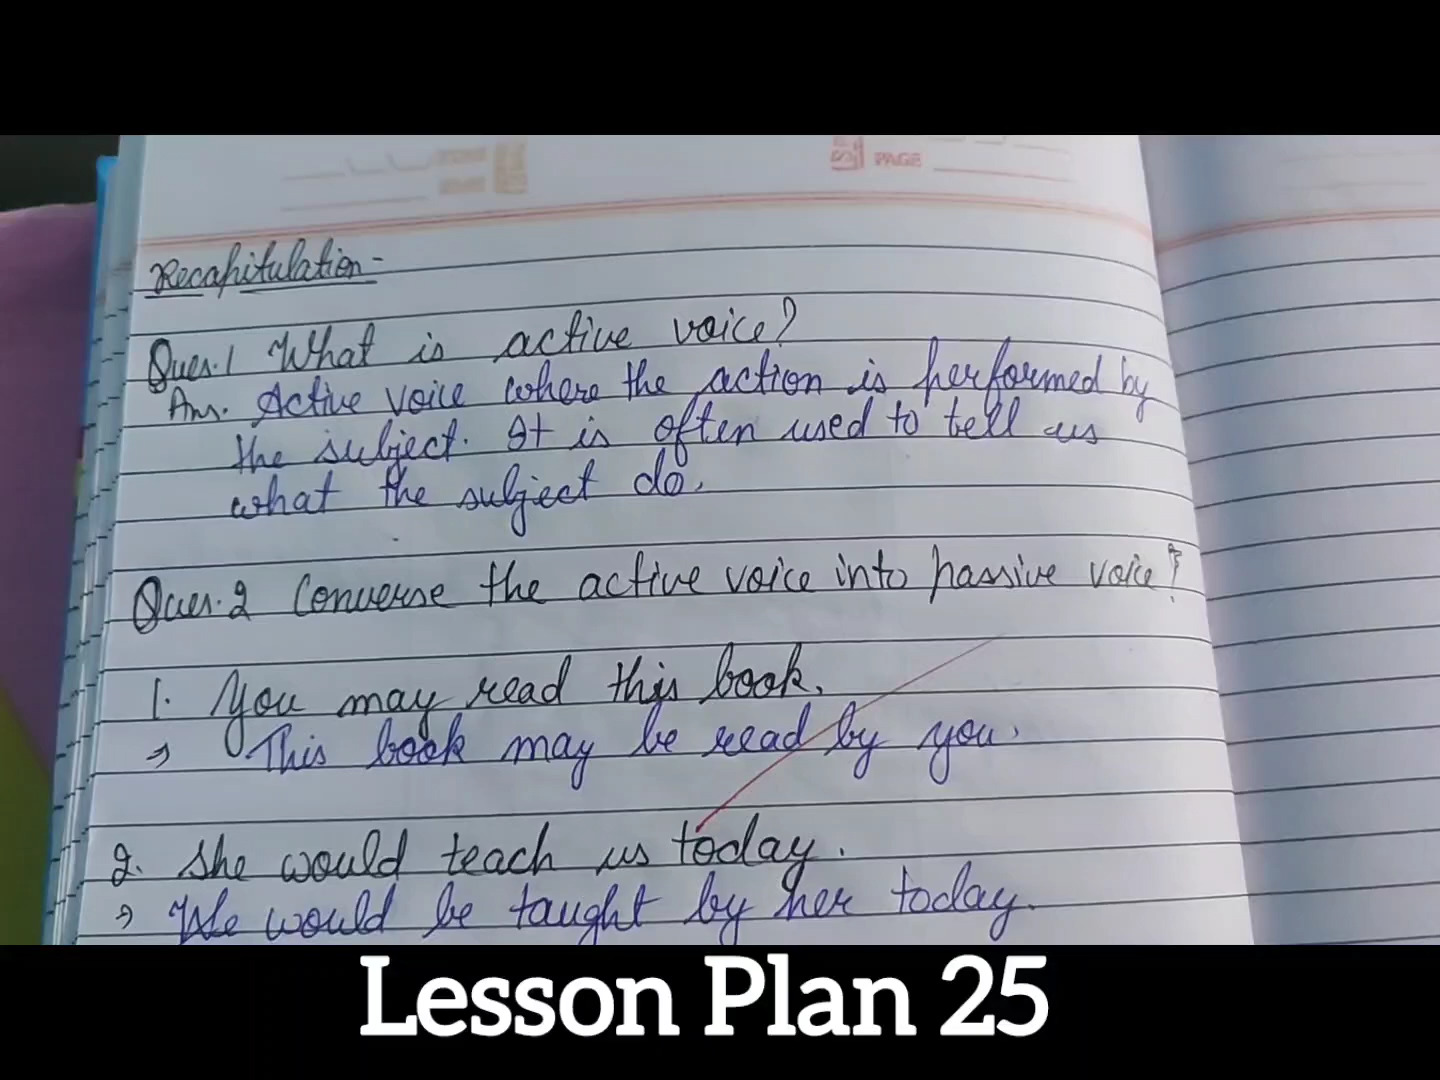 PAGE
Recapitulation-
Ques.1 What is active voice?
Ans. Active voice where the action is performed by
the subject. It is often used to tell us
what the subject do.
Ques.2 Converse the active voice into passive voice?
1. You may read this book.
⇒ This book may be read by you.
2. She would teach us today.
⇒ We would be taught by her today.
Lesson Plan 25